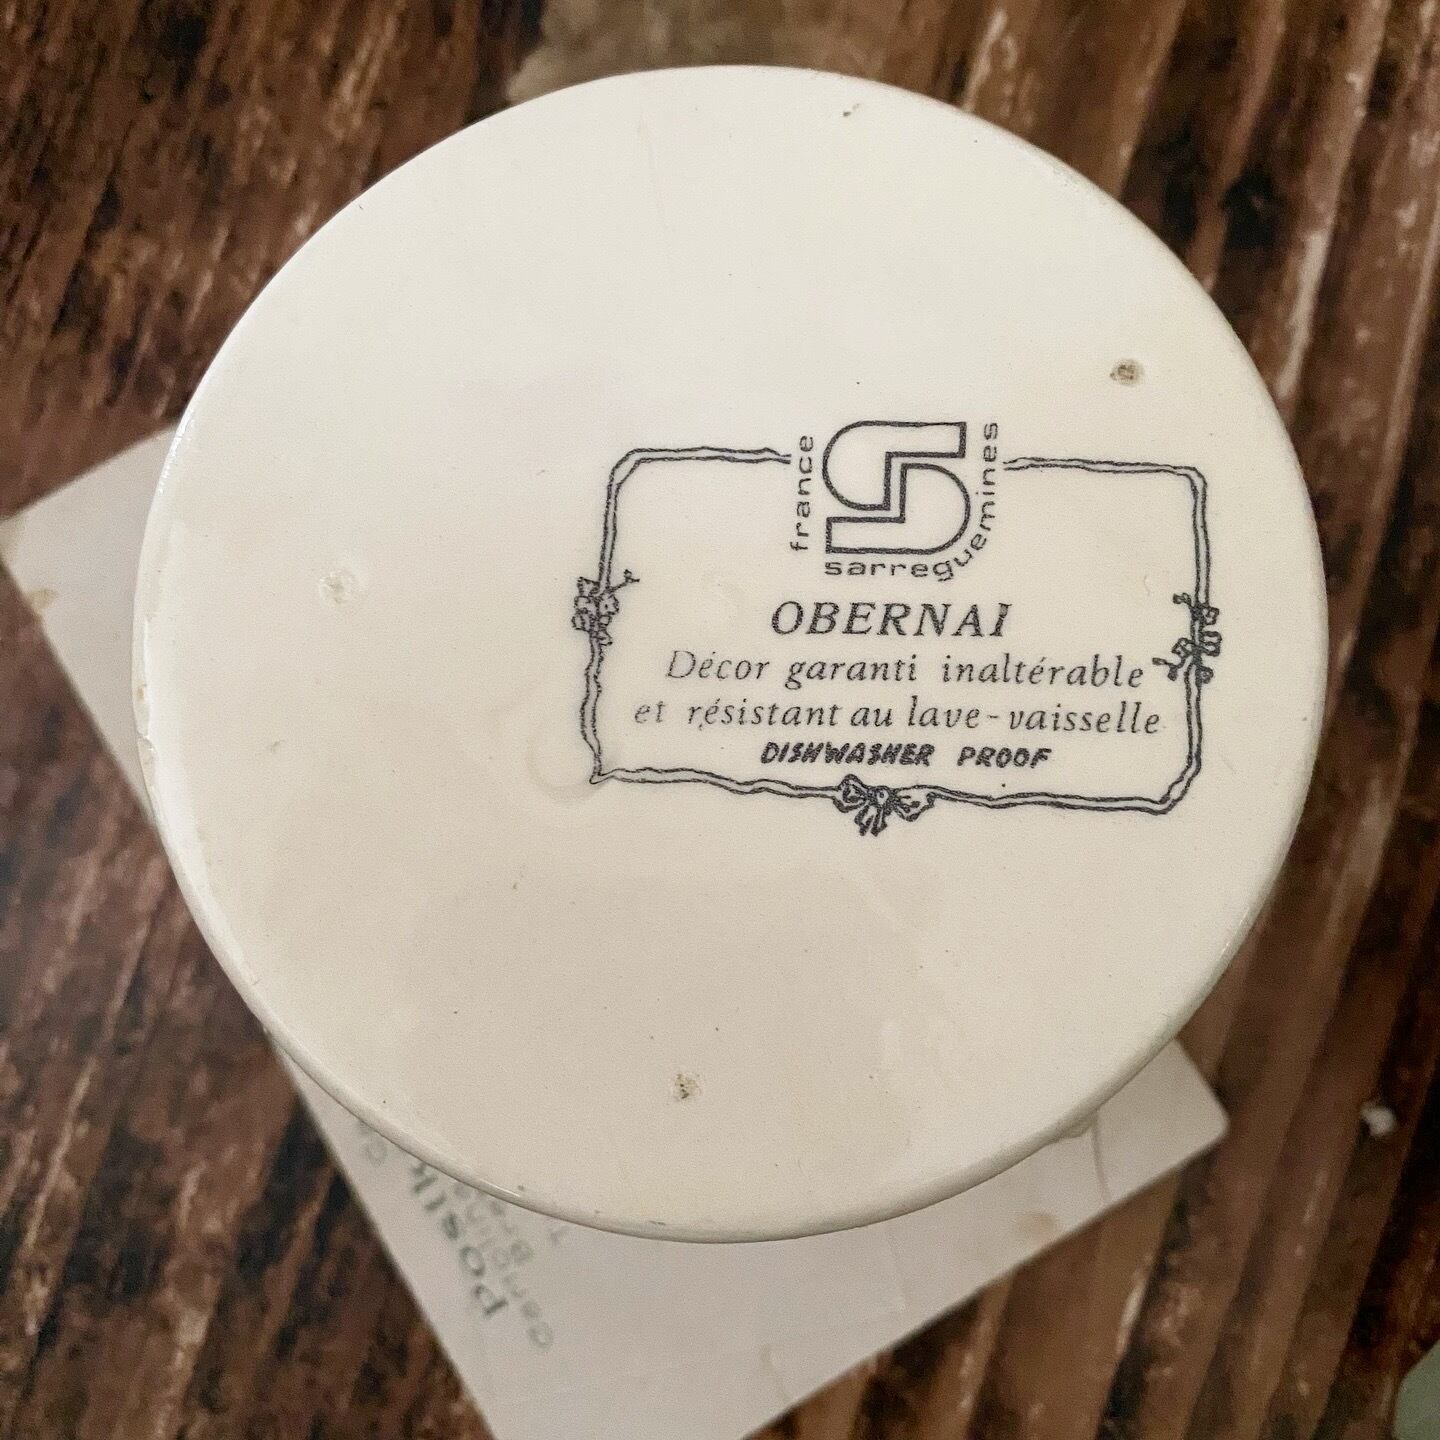 france
sarreguemines
OBERNAI
Décor garanti inaltérable
et résistant au lave-vaisselle
DISHWASHER PROOF